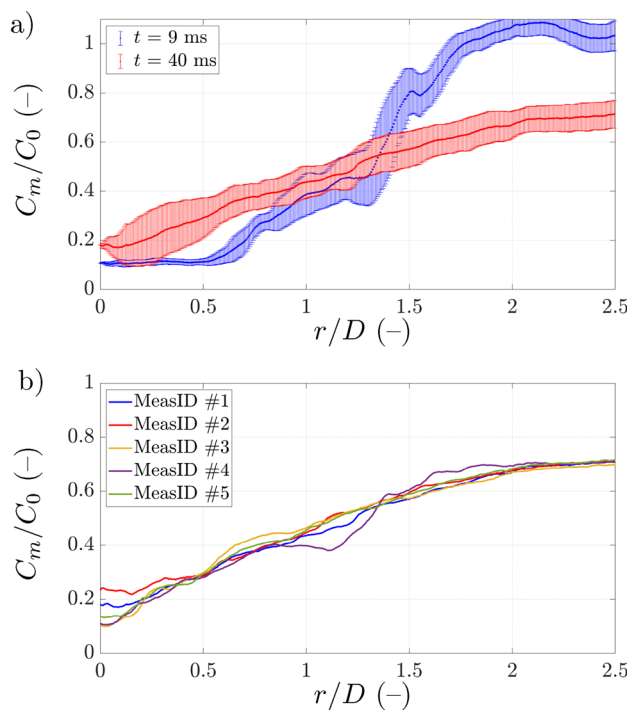 a)
t = 9 ms
t = 40 ms
C_m/C_0 (–)
1
0.8
0.6
0.4
0.2
0
0 0.5 1 1.5 2 2.5
r/D (–)
b)
MeasID #1
MeasID #2
MeasID #3
MeasID #4
MeasID #5
C_m/C_0 (–)
1
0.8
0.6
0.4
0.2
0
0 0.5 1 1.5 2 2.5
r/D (–)